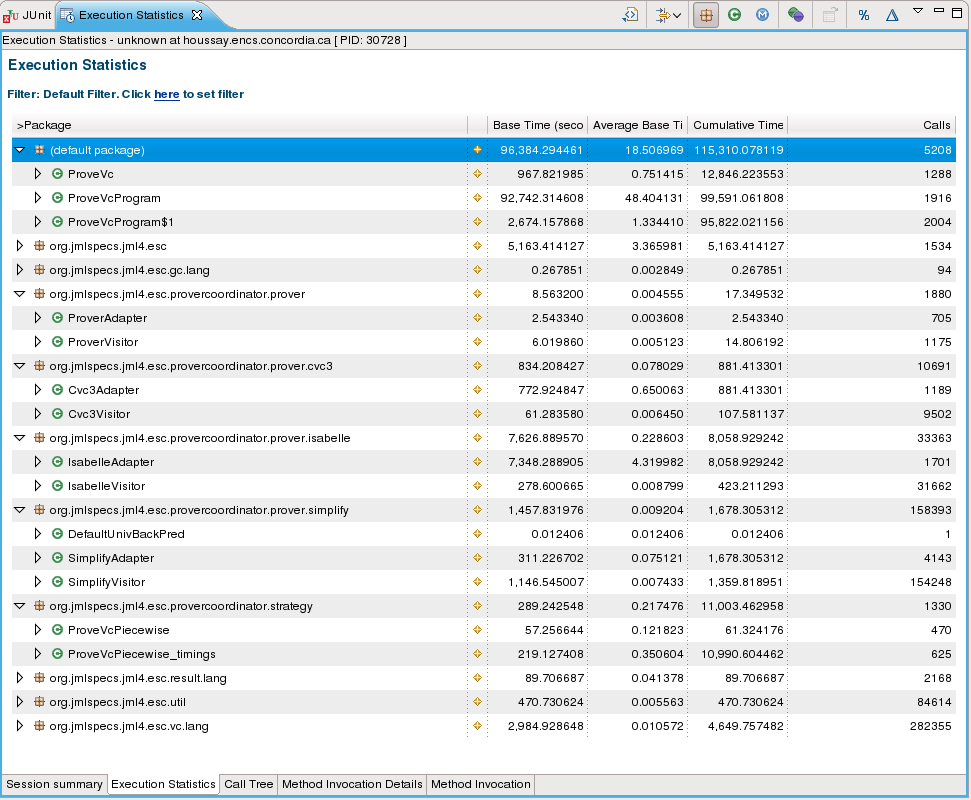 JUnit Execution Statistics
Execution Statistics - unknown at houssay.encs.concordia.ca [ PID: 30728 ]
Execution Statistics
Filter: Default Filter. Click here to set filter
>Package Base Time (seco Average Base Ti Cumulative Time Calls
(default package) 96,384.294461 18.506969 115,310.078119 5208
ProveVc 967.821985 0.751415 12,846.223553 1288
ProveVcProgram 92,742.314608 48.404131 99,591.061808 1916
ProveVcProgram$1 2,674.157868 1.334410 95,822.021156 2004
org.jmlspecs.jml4.esc 5,163.414127 3.365981 5,163.414127 1534
org.jmlspecs.jml4.esc.gc.lang 0.267851 0.002849 0.267851 94
org.jmlspecs.jml4.esc.provercoordinator.prover 8.563200 0.004555 17.349532 1880
ProverAdapter 2.543340 0.003608 2.543340 705
ProverVisitor 6.019860 0.005123 14.806192 1175
org.jmlspecs.jml4.esc.provercoordinator.prover.cvc3 834.208427 0.078029 881.413301 10691
Cvc3Adapter 772.924847 0.650063 881.413301 1189
Cvc3Visitor 61.283580 0.006450 107.581137 9502
org.jmlspecs.jml4.esc.provercoordinator.prover.isabelle 7,626.889570 0.228603 8,058.929242 33363
IsabelleAdapter 7,348.288905 4.319982 8,058.929242 1701
IsabelleVisitor 278.600665 0.008799 423.211293 31662
org.jmlspecs.jml4.esc.provercoordinator.prover.simplify 1,457.831976 0.009204 1,678.305312 158393
DefaultUnivBackPred 0.012406 0.012406 0.012406 1
SimplifyAdapter 311.226702 0.075121 1,678.305312 4143
SimplifyVisitor 1,146.545007 0.007433 1,359.818951 154248
org.jmlspecs.jml4.esc.provercoordinator.strategy 289.242548 0.217476 11,003.462958 1330
ProveVcPiecewise 57.256644 0.121823 61.324176 470
ProveVcPiecewise_timings 219.127408 0.350604 10,990.604462 625
org.jmlspecs.jml4.esc.result.lang 89.706687 0.041378 89.706687 2168
org.jmlspecs.jml4.esc.util 470.730624 0.005563 470.730624 84614
org.jmlspecs.jml4.esc.vc.lang 2,984.928648 0.010572 4,649.757482 282355
Session summary Execution Statistics Call Tree Method Invocation Details Method Invocation